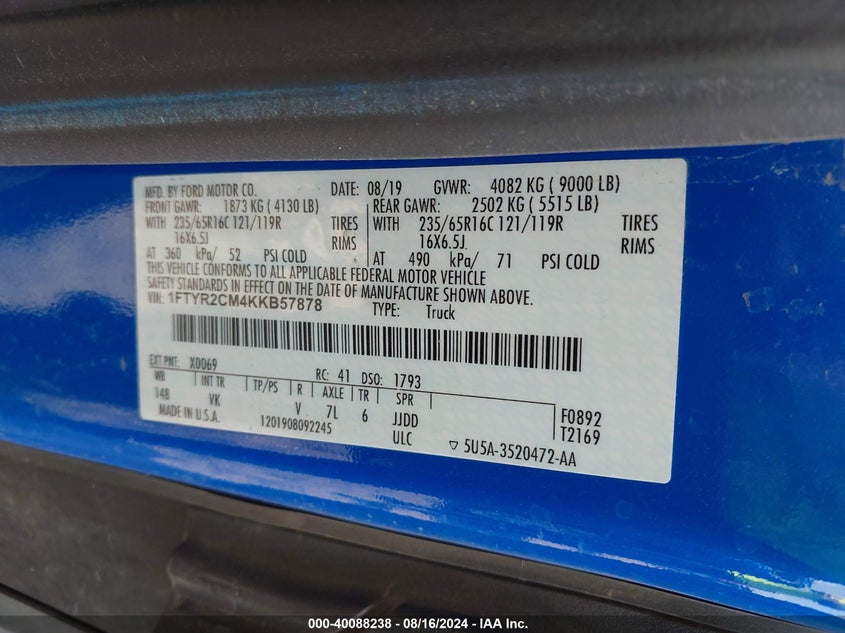 MFD. BY FORD MOTOR CO. DATE: 08/19 GVWR: 4082 KG ( 9000 LB)
FRONT GAWR: 1873 KG ( 4130 LB) REAR GAWR: 2502 KG ( 5515 LB)
WITH 235/65R16C 121/119R TIRES WITH 235/65R16C 121/119R TIRES
16X6.5J RIMS 16X6.5J RIMS
AT 360 kPa/ 52 PSI COLD AT 490 kPa/ 71 PSI COLD
THIS VEHICLE CONFORMS TO ALL APPLICABLE FEDERAL MOTOR VEHICLE
SAFETY STANDARDS IN EFFECT ON THE DATE OF MANUFACTURE SHOWN ABOVE.
VIN: 1FTYR2CM4KKB57878 TYPE: Truck
EXT PNT: X0069 RC: 41 DSO: 1793
WB INT TR TP/PS R AXLE TR SPR
148 VK V 7L 6 JJDD F0892
MADE IN U.S.A. 1201908092245 ULC T2169
▽ 5U5A-3520472-AA
000-40088238 - 08/16/2024 - IAA Inc.